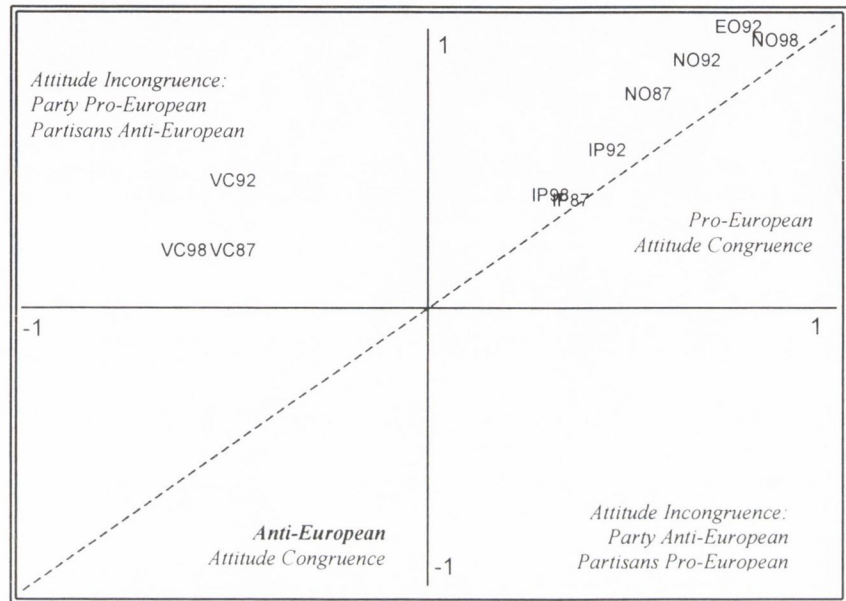 EO92
1
NO98
NO92
Attitude Incongruence:
Party Pro-European
Partisans Anti-European
NO87
IP92
VC92
IP98
IP87
Pro-European
Attitude Congruence
VC98 VC87
-1
1
Anti-European
Attitude Congruence
Attitude Incongruence:
Party Anti-European
Partisans Pro-European
-1